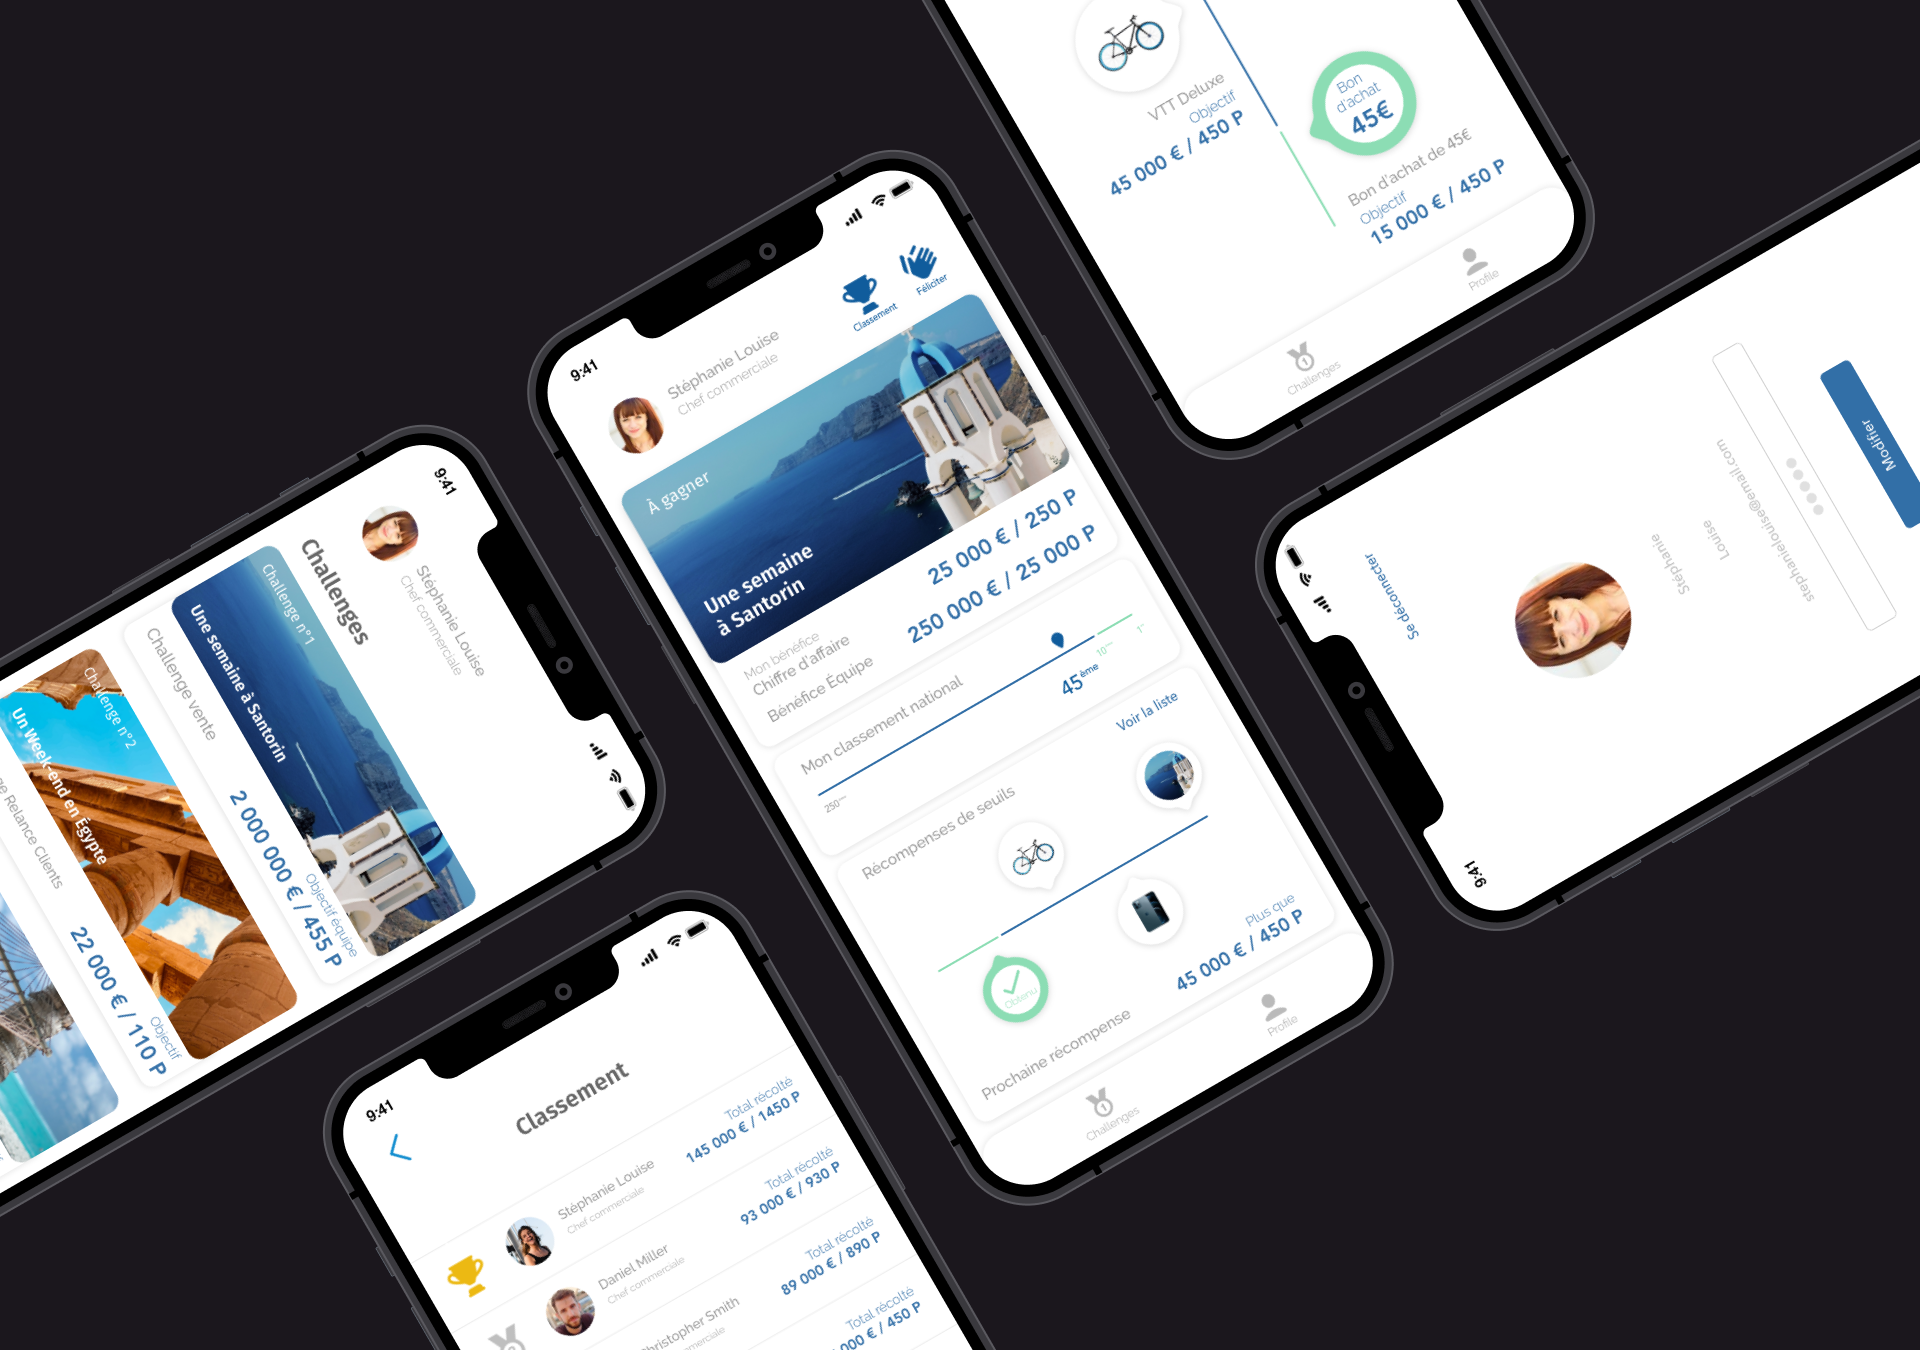 9:41
Stéphanie Louise
Chef commerciale
Classement
Féliciter
À gagner
Une semaine
à Santorin
Mon bénéfice
Chiffre d'affaire
25 000 € / 250 P
Bénéfice Equipe
250 000 € / 25 000 P
Mon classement national
45ème
Récompenses de seuils
Voir la liste
Obtenu
Prochaine récompense
Plus que
45 000 € / 450 P
Challenges
Profile
VTT Deluxe
Objectif
45 000 € / 450 P
Bon
d'achat
45€
Bon d'achat de 45€
Objectif
15 000 € / 450 P
Challenges
Profile
9:41
Stéphanie Louise
Chef commerciale
Challenges
Challenge n°1
Une semaine à Santorin
Challenge vente
Objectif équipe
2 000 000 € / 455 P
Challenge n°2
Un Week-end en Égypte
Relance Clients
Objectif
22 000 € / 110 P
9:41
Classement
Stéphanie Louise
Chef commerciale
Total récolté
145 000 € / 1450 P
Daniel Miller
Chef commerciale
Total récolté
93 000 € / 930 P
Christopher Smith
Total récolté
89 000 € / 890 P
Total récolté
000 € / 450 P
9:41
Se déconnecter
Stéphanie
Louise
stephanielouise@email.com
Modifier